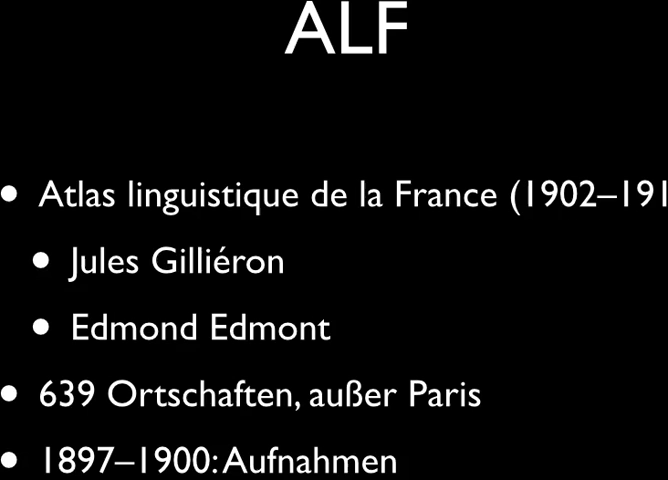 ALF
• Atlas linguistique de la France (1902–191
• Jules Gilliéron
• Edmond Edmont
• 639 Ortschaften, außer Paris
• 1897–1900: Aufnahmen